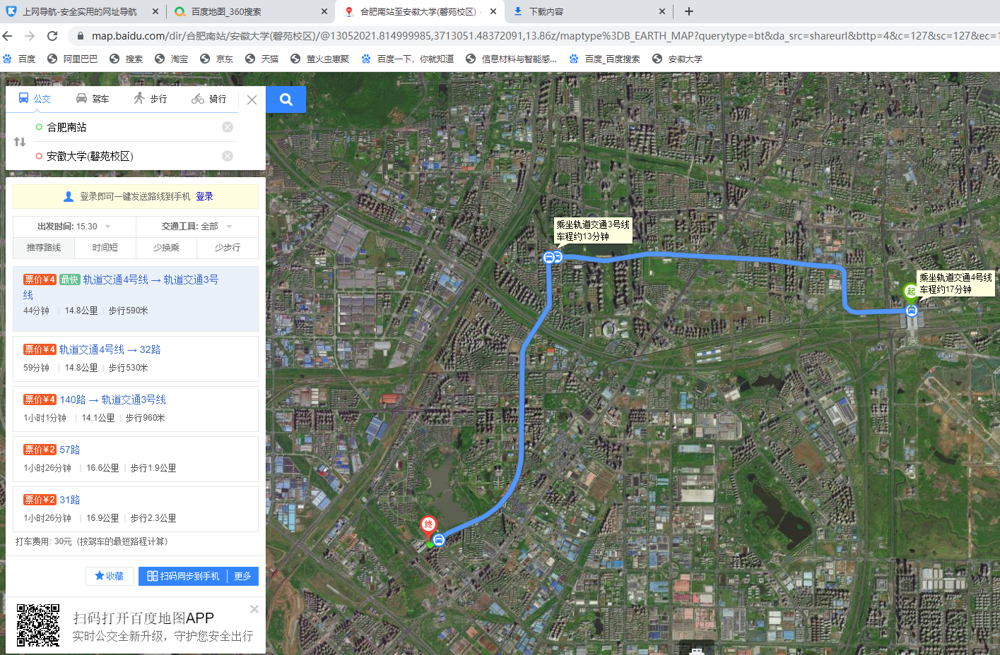 上网导航-安全实用的网址导航
百度地图_360搜索
合肥南站至安徽大学(磬苑校区) -
下载内容
map.baidu.com/dir/合肥南站/安徽大学(磬苑校区)/@13052021.814999985,3713051.48372091,13.86z/maptype%3DB_EARTH_MAP?querytype=bt&da_src=shareurl&bttp=4&c=127&sc=127&ec=1
百度 阿里巴巴 搜索 淘宝 京东 天猫 萤火虫惠聚 百度一下，你就知道 信息材料与智能感... 百度_百度搜索 安徽大学
公交 驾车 步行 骑行
合肥南站
安徽大学(磬苑校区)
登录即可一键发送路线到手机 登录
出发时间: 15:30 交通工具: 全部
推荐路线 时间短 少换乘 少步行
票价¥4 最快 轨道交通4号线 → 轨道交通3号
线
44分钟 | 14.8公里 | 步行590米
票价¥4 轨道交通4号线 → 32路
59分钟 | 14.8公里 | 步行530米
票价¥4 140路 → 轨道交通3号线
1小时1分钟 | 14.1公里 | 步行960米
票价¥2 57路
1小时26分钟 | 16.6公里 | 步行1.9公里
票价¥2 31路
1小时26分钟 | 16.9公里 | 步行2.3公里
打车费用: 30元 (按驾车的最短路程计算)
收藏 扫码同步到手机 更多
扫码打开百度地图APP
实时公交全新升级，守护您安全出行
乘坐轨道交通3号线
车程约13分钟
乘坐轨道交通4号线
车程约17分钟
起
终